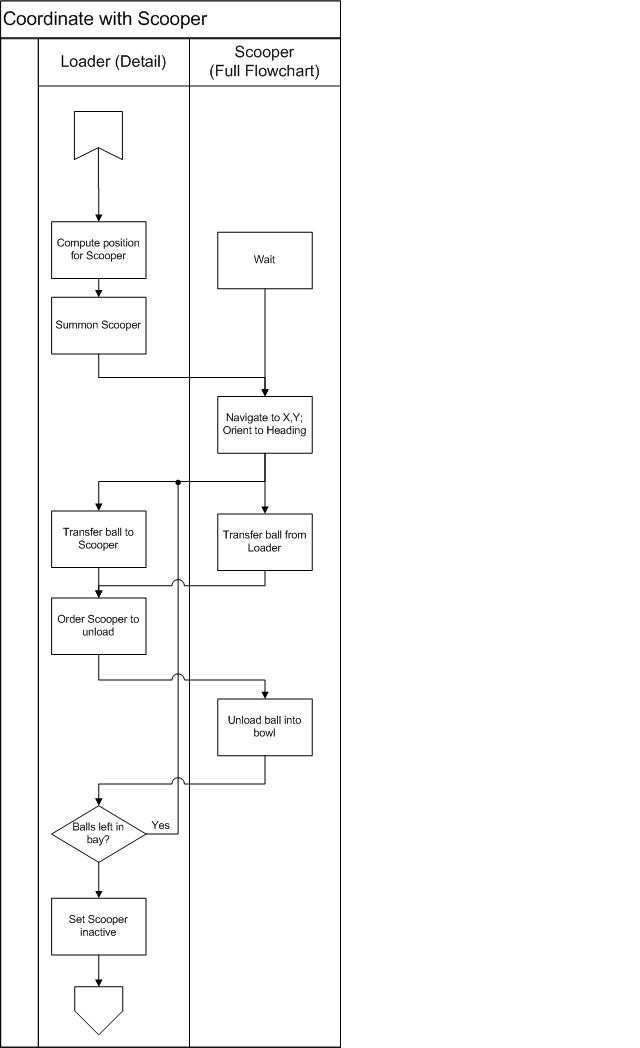 Coordinate with Scooper
Loader (Detail)
Scooper
(Full Flowchart)
Compute position
for Scooper
Wait
Summon Scooper
Navigate to X,Y;
Orient to Heading
Transfer ball to
Scooper
Transfer ball from
Loader
Order Scooper to
unload
Unload ball into
bowl
Balls left in
bay?
Yes
Set Scooper
inactive